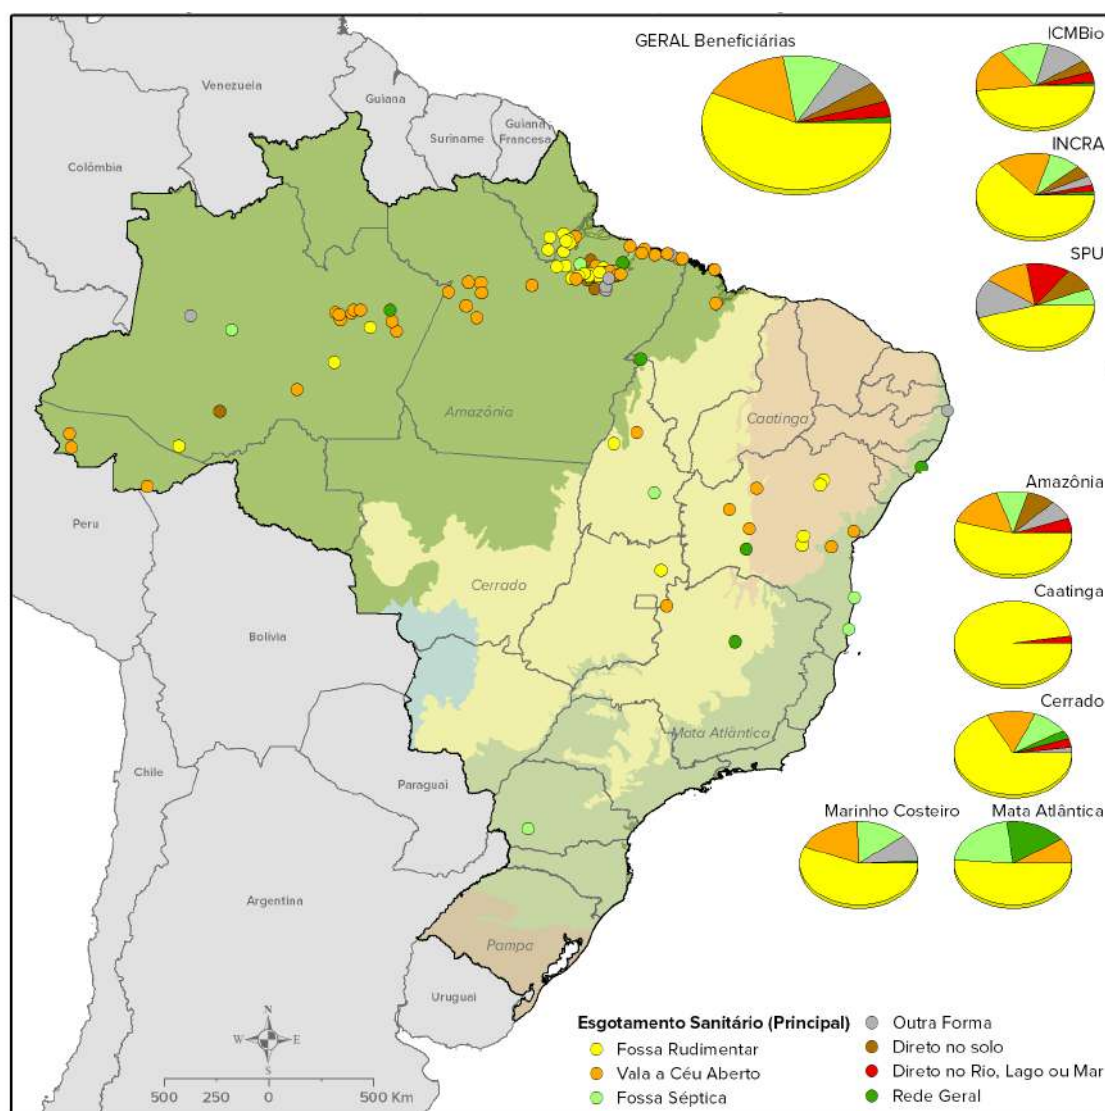 GERAL Beneficiárias
ICMBio
INCRA
SPU
Venezuela
Guiana
Suriname
Guiana
Francesa
Colômbia
Amazônia
Caatinga
Peru
Cerrado
Bolívia
Mata Atlântica
Chile
Paraguai
Argentina
Pampa
Uruguai
Amazônia
Caatinga
Cerrado
Marinho Costeiro
Mata Atlântica
N
W
E
S
500
250
0
500 Km
Esgotamento Sanitário (Principal)
Fossa Rudimentar
Vala a Céu Aberto
Fossa Séptica
Outra Forma
Direto no solo
Direto no Rio, Lago ou Mar
Rede Geral